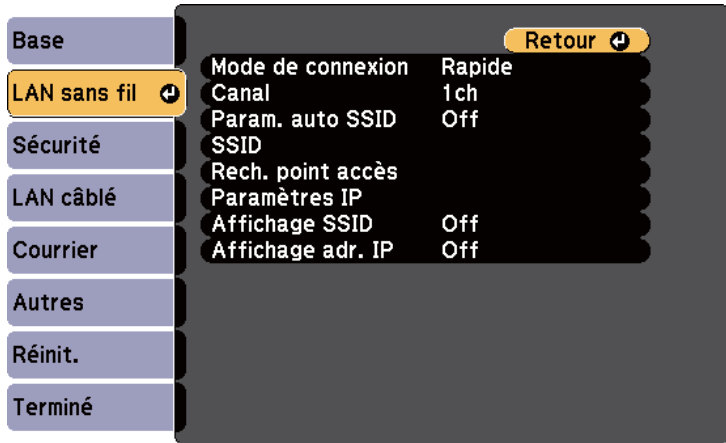 Base
LAN sans fil
Sécurité
LAN câblé
Courrier
Autres
Réinit.
Terminé
Retour
Mode de connexion Rapide
Canal 1ch
Param. auto SSID Off
SSID
Rech. point accès
Paramètres IP
Affichage SSID Off
Affichage adr. IP Off